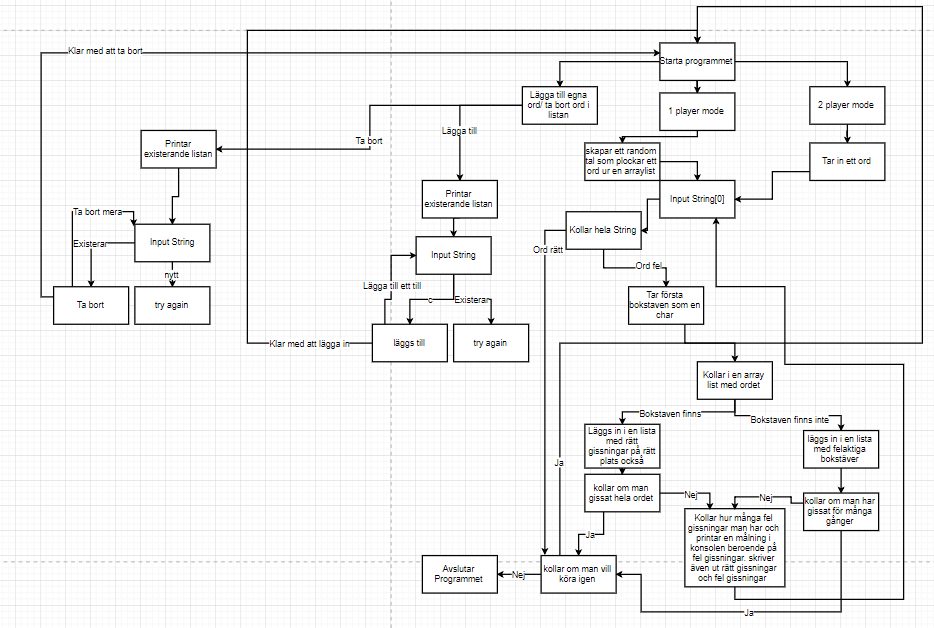 Klar med att ta bort
Starta programmet
Lägga till egna
ord/ ta bort ord i
listan
1 player mode
2 player mode
Lägga till
Ta bort
Printar
existerande listan
skapar ett random
tal som plockar ett
ord ur en arraylist
Tar in ett ord
Printar
existerande listan
Input String[0]
Ta bort mera
Kollar hela String
Existerar
Input String
Input String
Ord rätt
Ord fel
nytt
Lägga till ett till
Ta bort
try again
c
Existerar
Tar första
bokstaven som en
char
Klar med att lägga in
läggs till
try again
Kollar i en array
list med ordet
Bokstaven finns
Bokstaven finns inte
Läggs in i en lista
med rätt
gissningar på rätt
plats också
läggs in i en lista
med felaktiga
bokstäver
Ja
kollar om man
gissat hela ordet
Nej
Nej
kollar om man har
gissat för många
gånger
Kollar hur många fel
gissningar man har och
printar en målning i
konsolen beroende på
fel gissningar. skriver
även ut rätt gissningar
och fel gissningar
Ja
Avslutar
Programmet
Nej
kollar om man vill
köra igen
Ja